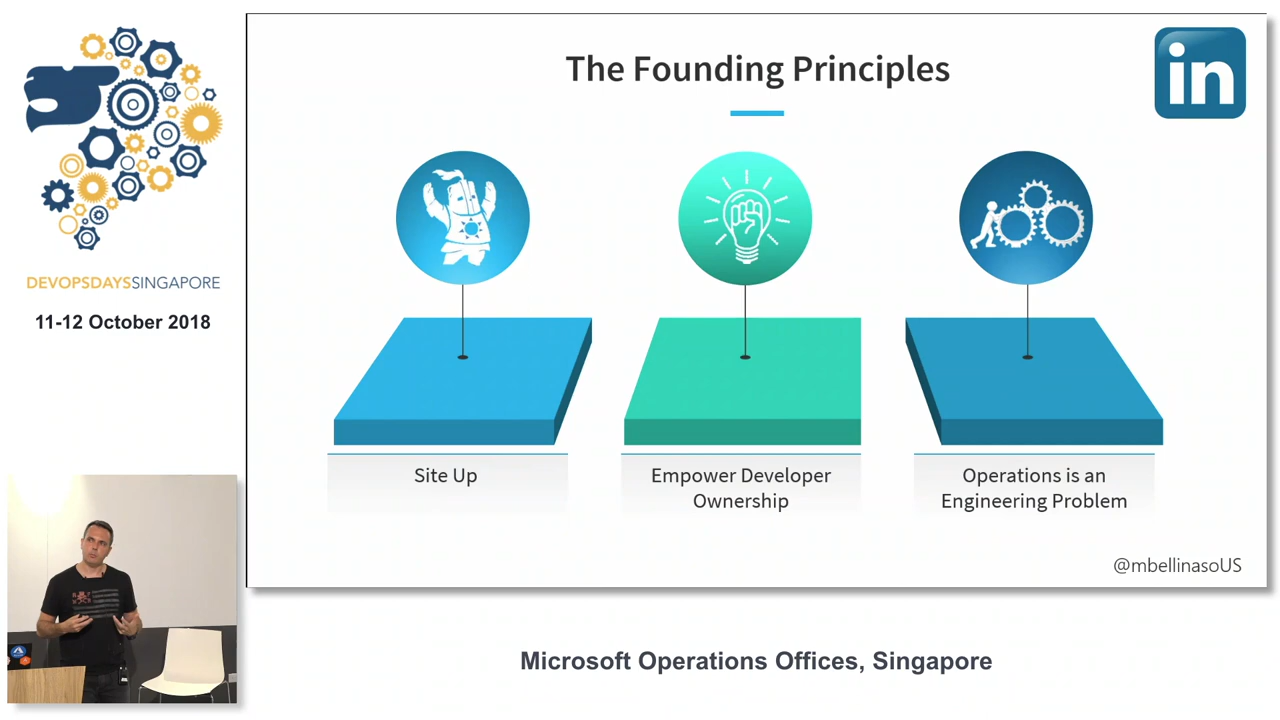 The Founding Principles
in
DEVOPSDAYSSINGAPORE
11-12 October 2018
Site Up
Empower Developer
Ownership
Operations is an
Engineering Problem
@mbellinasoUS
Microsoft Operations Offices, Singapore